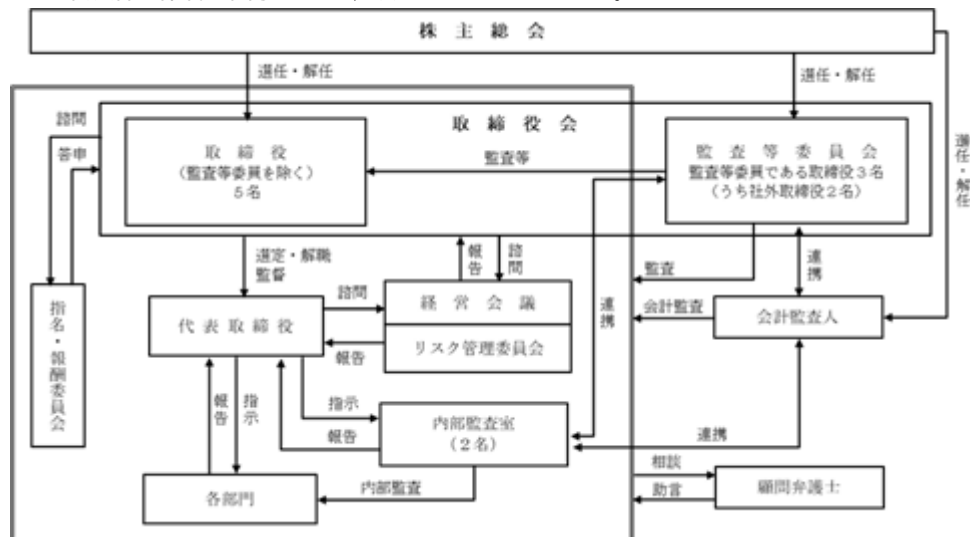 株主総会
選任・解任
選任・解任
選任・解任
取締役会
諮問
答申
取締役
(監査等委員を除く)
5名
監査等
監査等委員会
監査等委員である取締役3名
(うち社外取締役2名)
選定・解職
監督
報告
諮問
連携
監査
連携
指名・報酬委員会
代表取締役
諮問
報告
経営会議
リスク管理委員会
会計監査
会計監査人
報告
指示
指示
報告
内部監査室
(2名)
連携
各部門
内部監査
相談
助言
顧問弁護士